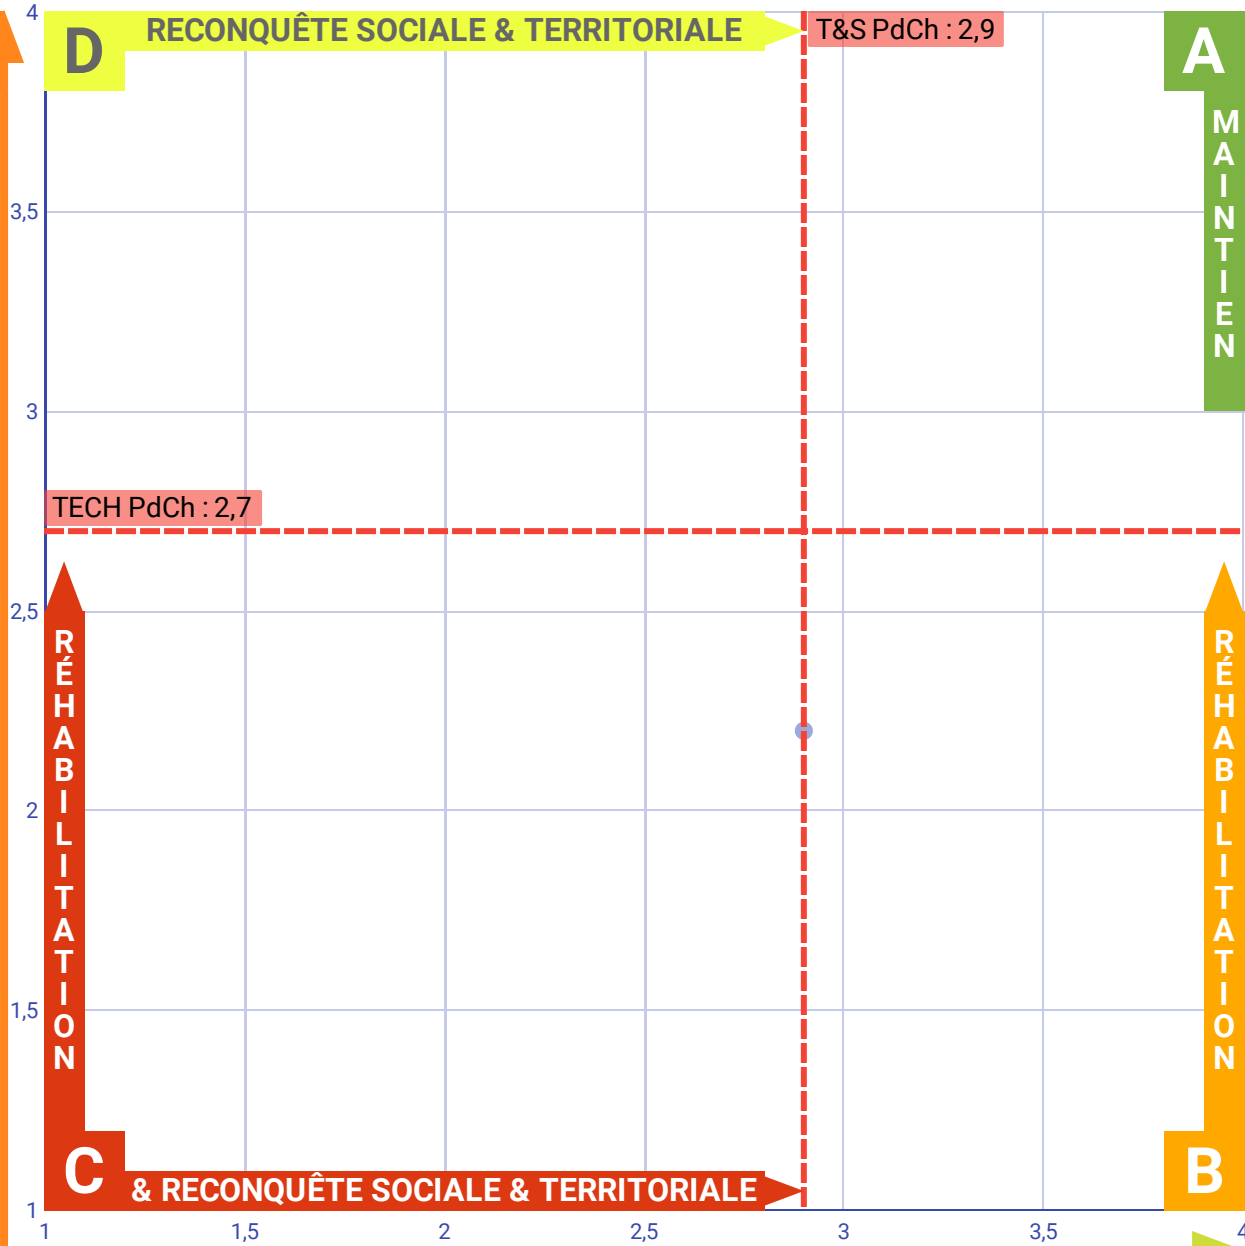 4
D
RECONQUÊTE SOCIALE & TERRITORIALE
T&S PdCh : 2,9
A
MAINTIEN
3,5
3
TECH PdCh : 2,7
2,5
RÉHABILITATION
RÉHABILITATION
2
1,5
C
& RECONQUÊTE SOCIALE & TERRITORIALE
B
1
1
1,5
2
2,5
3
3,5
4